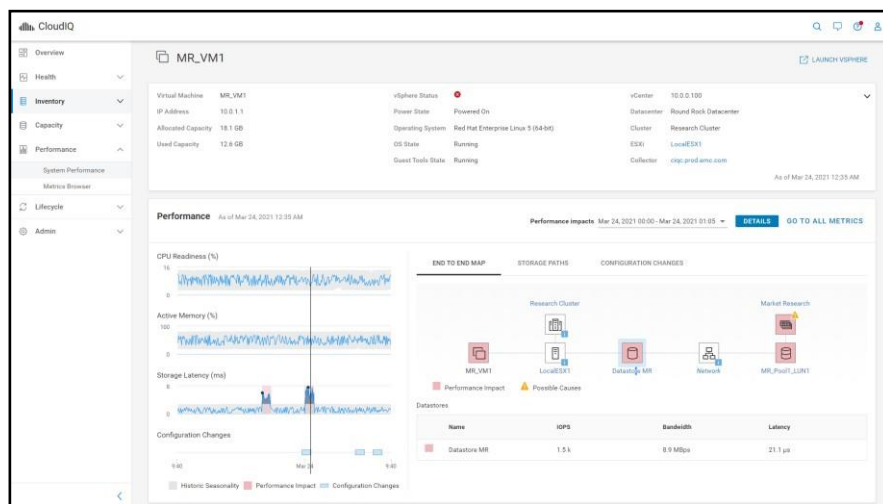 CloudIQ
Overview
Health
Inventory
Capacity
Performance
System Performance
Metrics Browser
Lifecycle
Admin
MR_VM1
LAUNCH VSPHERE
Virtual Machine MR_VM1
IP Address 10.0.1.1
Allocated Capacity 18.1 GB
Used Capacity 12.6 GB
vSphere Status
Power State Powered On
Operating System Red Hat Enterprise Linux 5 (64-bit)
OS State Running
Guest Tools State Running
vCenter 10.0.0.100
Datacenter Round Rock Datacenter
Cluster Research Cluster
ESXi LocalESX1
Collector ciqc.prod.emc.com
As of Mar 24, 2021 12:35 AM
Performance As of Mar 24, 2021 12:35 AM
Performance impacts Mar 24, 2021 00:00 - Mar 24, 2021 01:05 DETAILS GO TO ALL METRICS
CPU Readiness (%)
16
0
Active Memory (%)
100
0
Storage Latency (ms)
8
0
Configuration Changes
9:40 Mar 24 9:40
Historic Seasonality Performance Impact Configuration Changes
END TO END MAP STORAGE PATHS CONFIGURATION CHANGES
Research Cluster Market Research
MR_VM1 LocalESX1 Datastore MR Network MR_Pool1_LUN1
Performance Impact Possible Causes
Datastores
Name IOPS Bandwidth Latency
Datastore MR 1.5 k 8.9 MBps 21.1 µs